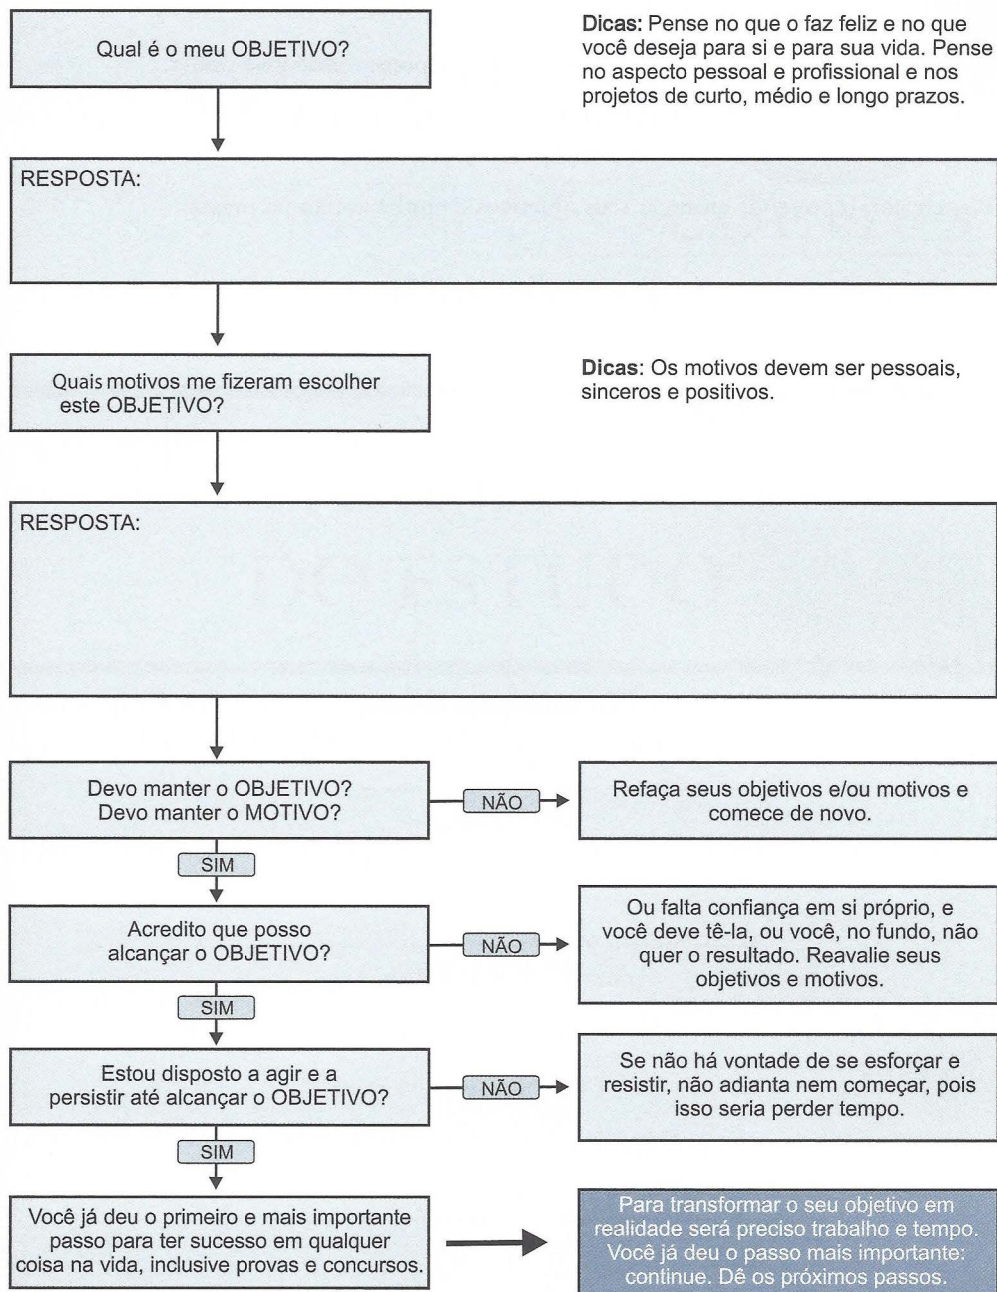 Qual é o meu OBJETIVO?
Dicas: Pense no que o faz feliz e no que
você deseja para si e para sua vida. Pense
no aspecto pessoal e profissional e nos
projetos de curto, médio e longo prazos.
RESPOSTA:
Quais motivos me fizeram escolher
este OBJETIVO?
Dicas: Os motivos devem ser pessoais,
sinceros e positivos.
RESPOSTA:
Devo manter o OBJETIVO?
Devo manter o MOTIVO?
NÃO
Refaça seus objetivos e/ou motivos e
comece de novo.
SIM
Acredito que posso
alcançar o OBJETIVO?
NÃO
Ou falta confiança em si próprio, e
você deve tê-la, ou você, no fundo, não
quer o resultado. Reavalie seus
objetivos e motivos.
SIM
Estou disposto a agir e a
persistir até alcançar o OBJETIVO?
NÃO
Se não há vontade de se esforçar e
resistir, não adianta nem começar, pois
isso seria perder tempo.
SIM
Você já deu o primeiro e mais importante
passo para ter sucesso em qualquer
coisa na vida, inclusive provas e concursos.
Para transformar o seu objetivo em
realidade será preciso trabalho e tempo.
Você já deu o passo mais importante:
continue. Dê os próximos passos.